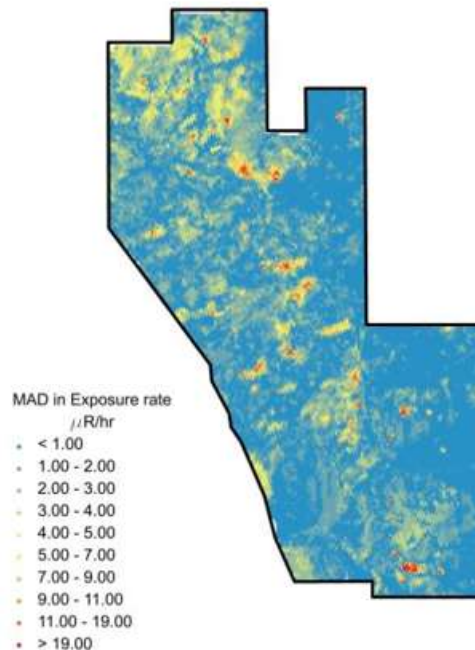 MAD in Exposure rate
μR/hr
< 1.00
1.00 - 2.00
2.00 - 3.00
3.00 - 4.00
4.00 - 5.00
5.00 - 7.00
7.00 - 9.00
9.00 - 11.00
11.00 - 19.00
> 19.00